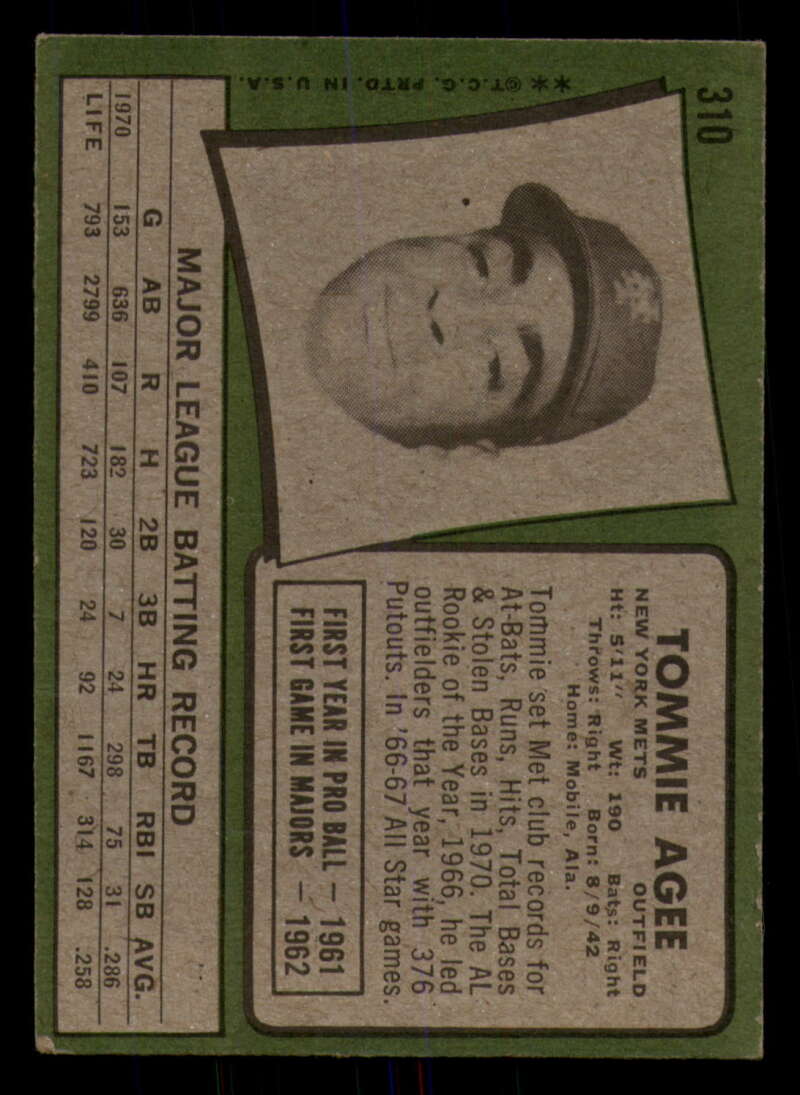 310
TOMMIE AGEE
NEW YORK METS OUTFIELD
Ht: 5'11" Wt: 190 Bats: Right
Throws: Right Born: 8/9/42
Home: Mobile, Ala.
Tommie set Met club records for
At-Bats, Runs, Hits, Total Bases
& Stolen Bases in 1970. The AL
Rookie of the Year, 1966, he led
outfielders that year with 376
Putouts. In '66-67 All Star games.
FIRST YEAR IN PRO BALL — 1961
FIRST GAME IN MAJORS — 1962
MAJOR LEAGUE BATTING RECORD
G AB R H 2B 3B HR TB RBI SB AVG.
1970 153 636 107 182 30 7 24 298 75 31 .286
LIFE 793 2799 410 723 120 24 92 1167 314 128 .258
**©T.C.G. PRTD. IN U.S.A.
NY